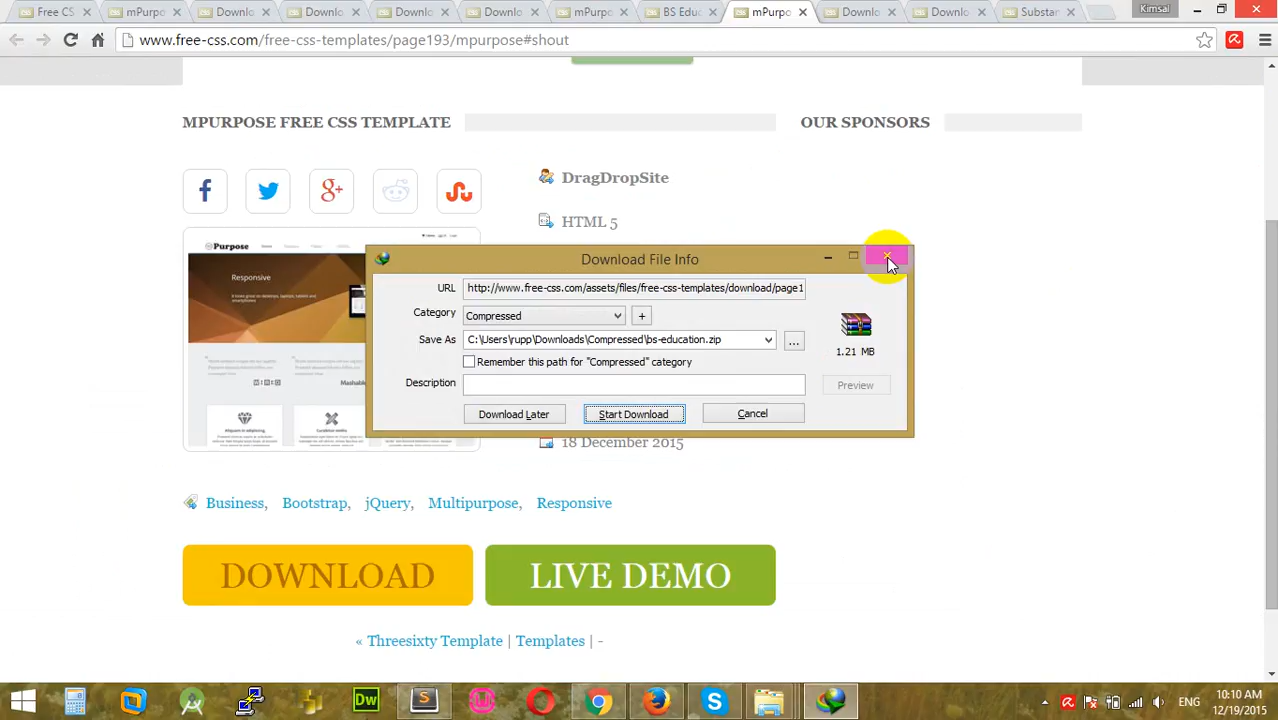 Free CS
mPurpo
Downlo
Downlo
Downlo
Downlo
mPurpo
BS Edu
mPurpo
Downlo
Downlo
Substar
Kimsal
www.free-css.com/free-css-templates/page193/mpurpose#shout
MPURPOSE FREE CSS TEMPLATE
OUR SPONSORS
DragDropSite
HTML 5
Purpose
Responsive
Download File Info
URL http://www.free-css.com/assets/files/free-css-templates/download/page1
Category Compressed +
Save As C:\Users\rupp\Downloads\Compressed\bs-education.zip ...
1.21 MB
Remember this path for "Compressed" category
Description
Preview
Download Later Start Download Cancel
18 December 2015
Business, Bootstrap, jQuery, Multipurpose, Responsive
DOWNLOAD LIVE DEMO
« Threesixty Template | Templates | -
Dw
ENG
10:10 AM
12/19/2015